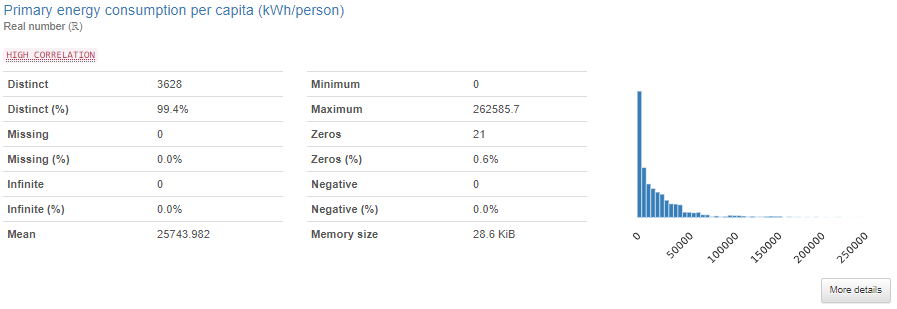 Primary energy consumption per capita (kWh/person)
Real number (ℝ)
HIGH CORRELATION
Distinct 3628
Distinct (%) 99.4%
Missing 0
Missing (%) 0.0%
Infinite 0
Infinite (%) 0.0%
Mean 25743.982
Minimum 0
Maximum 262585.7
Zeros 21
Zeros (%) 0.6%
Negative 0
Negative (%) 0.0%
Memory size 28.6 KiB
0 50000 100000 150000 200000 250000
More details